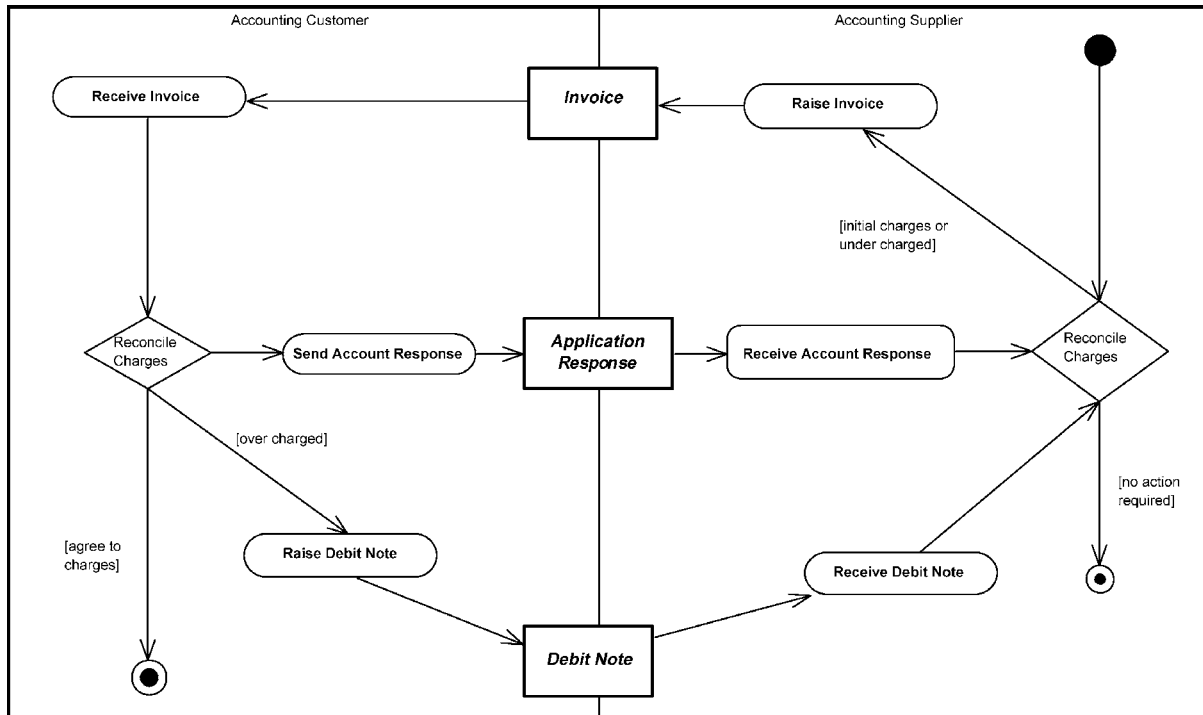 Accounting Customer
Accounting Supplier
Receive Invoice
Invoice
Raise Invoice
[initial charges or
under charged]
Reconcile
Charges
Send Account Response
Application
Response
Receive Account Response
Reconcile
Charges
[over charged]
[no action
required]
[agree to
charges]
Raise Debit Note
Receive Debit Note
Debit Note